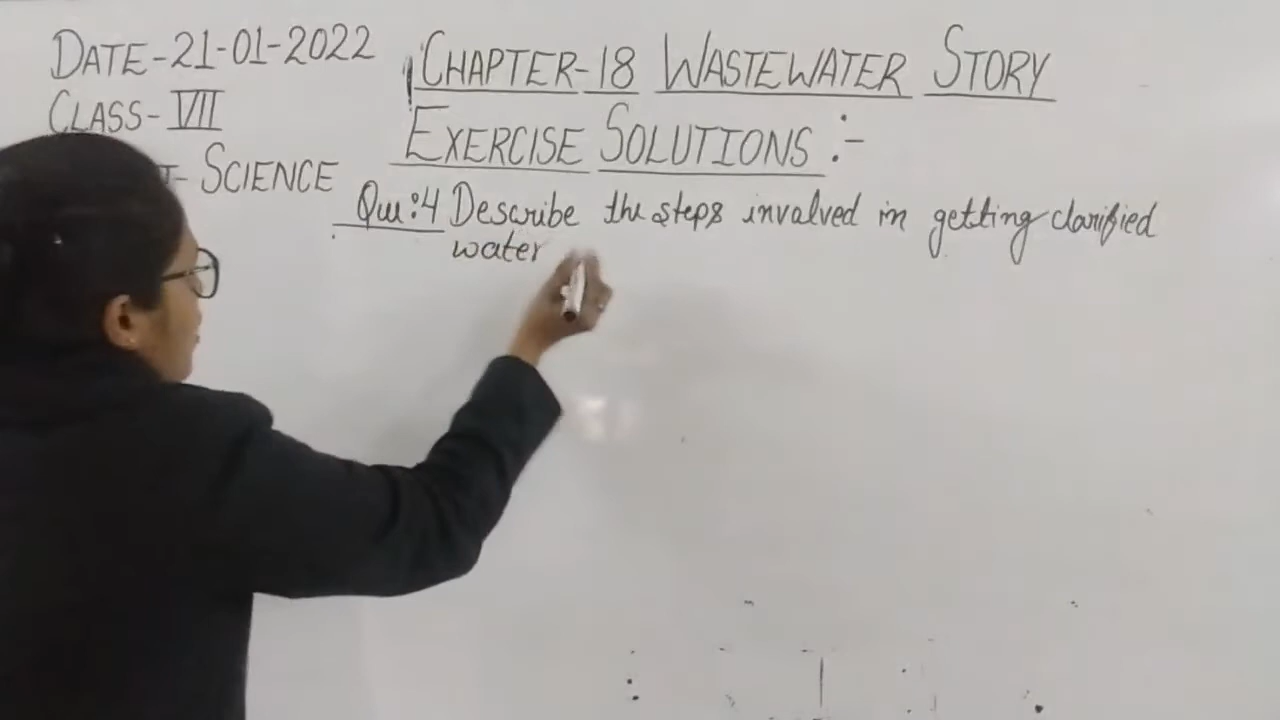 DATE-21-01-2022
CHAPTER-18 WASTEWATER STORY
CLASS-VII
EXERCISE SOLUTIONS :-
SCIENCE
Que:4 Describe the steps involved in getting clarified
water